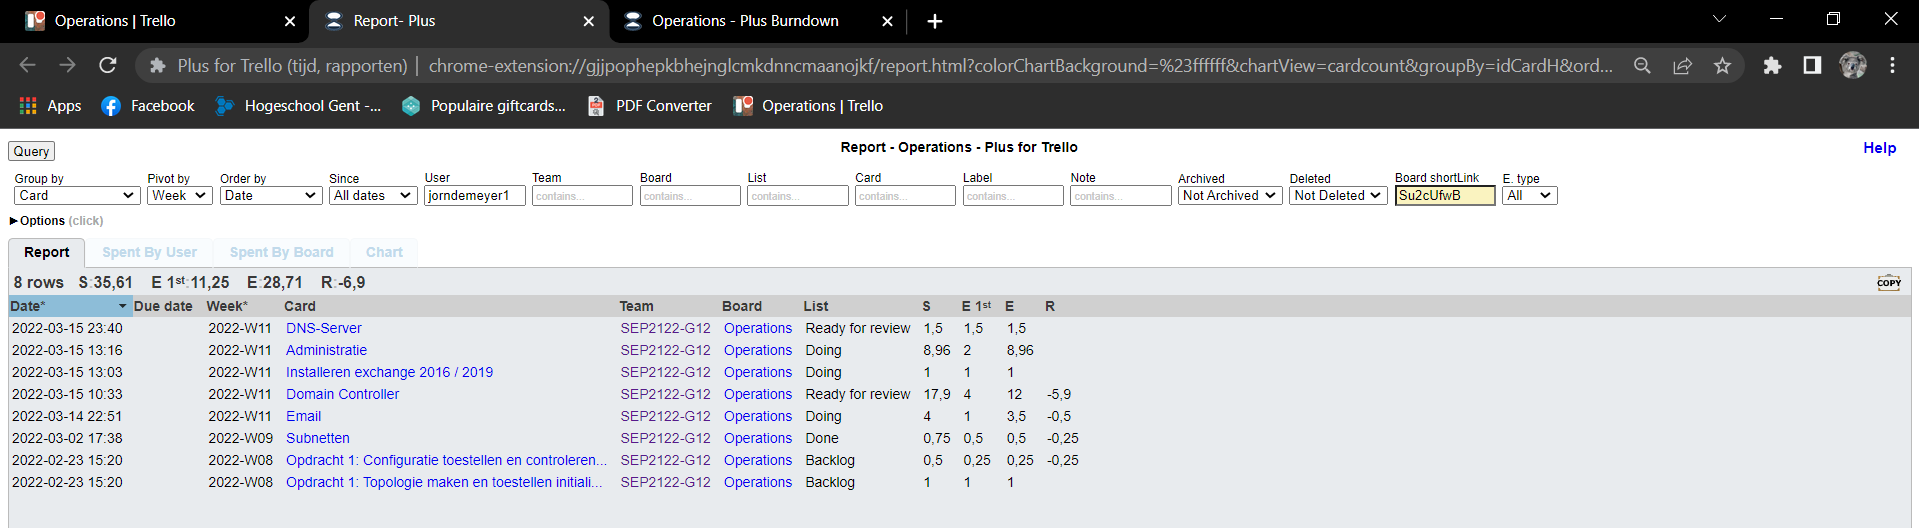 Operations | Trello
Report- Plus
Operations - Plus Burndown
Plus for Trello (tijd, rapporten) | chrome-extension://gjjpophepkbhejnglcmkdnncmaanojkf/report.html?colorChartBackground=%23ffffff&chartView=cardcount&groupBy=idCardH&ord...
Apps Facebook Hogeschool Gent -... Populaire giftcards... PDF Converter Operations | Trello
Query
Report - Operations - Plus for Trello
Help
Group by Pivot by Order by Since User Team Board List Card Label Note Archived Deleted Board shortLink E. type
Card Week Date All dates jorndemeyer1 contains... contains... contains... contains... contains... contains... Not Archived Not Deleted Su2cUfwB All
Options (click)
Report Spent By User Spent By Board Chart
8 rows S:35,61 E 1st:11,25 E:28,71 R:-6,9
COPY
Date* Due date Week* Card Team Board List S E 1st E R
2022-03-15 23:40 2022-W11 DNS-Server SEP2122-G12 Operations Ready for review 1,5 1,5 1,5
2022-03-15 13:16 2022-W11 Administratie SEP2122-G12 Operations Doing 8,96 2 8,96
2022-03-15 13:03 2022-W11 Installeren exchange 2016 / 2019 SEP2122-G12 Operations Doing 1 1 1
2022-03-15 10:33 2022-W11 Domain Controller SEP2122-G12 Operations Ready for review 17,9 4 12 -5,9
2022-03-14 22:51 2022-W11 Email SEP2122-G12 Operations Doing 4 1 3,5 -0,5
2022-03-02 17:38 2022-W09 Subnetten SEP2122-G12 Operations Done 0,75 0,5 0,5 -0,25
2022-02-23 15:20 2022-W08 Opdracht 1: Configuratie toestellen en controleren... SEP2122-G12 Operations Backlog 0,5 0,25 0,25 -0,25
2022-02-23 15:20 2022-W08 Opdracht 1: Topologie maken en toestellen initiali... SEP2122-G12 Operations Backlog 1 1 1